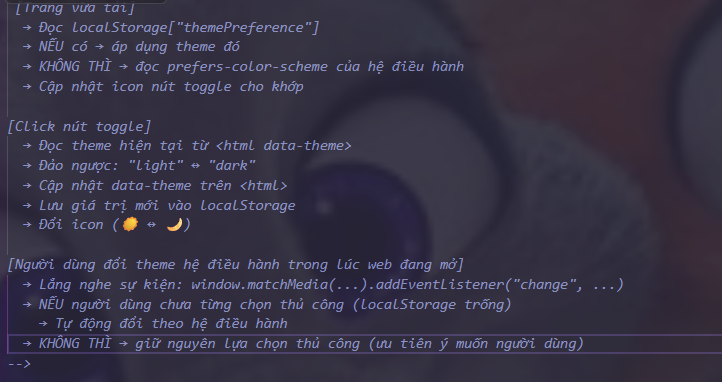 [Trang vừa tải]
→ Đọc localStorage["themePreference"]
→ NẾU có → áp dụng theme đó
→ KHÔNG THÌ → đọc prefers-color-scheme của hệ điều hành
→ Cập nhật icon nút toggle cho khớp
[Click nút toggle]
→ Đọc theme hiện tại từ <html data-theme>
→ Đảo ngược: "light" ↔ "dark"
→ Cập nhật data-theme trên <html>
→ Lưu giá trị mới vào localStorage
→ Đổi icon (🌞 ↔ 🌙)
[Người dùng đổi theme hệ điều hành trong lúc web đang mở]
→ Lắng nghe sự kiện: window.matchMedia(...).addEventListener("change", ...)
→ NẾU người dùng chưa từng chọn thủ công (localStorage trống)
→ Tự động đổi theo hệ điều hành
→ KHÔNG THÌ → giữ nguyên lựa chọn thủ công (ưu tiên ý muốn người dùng)
-->